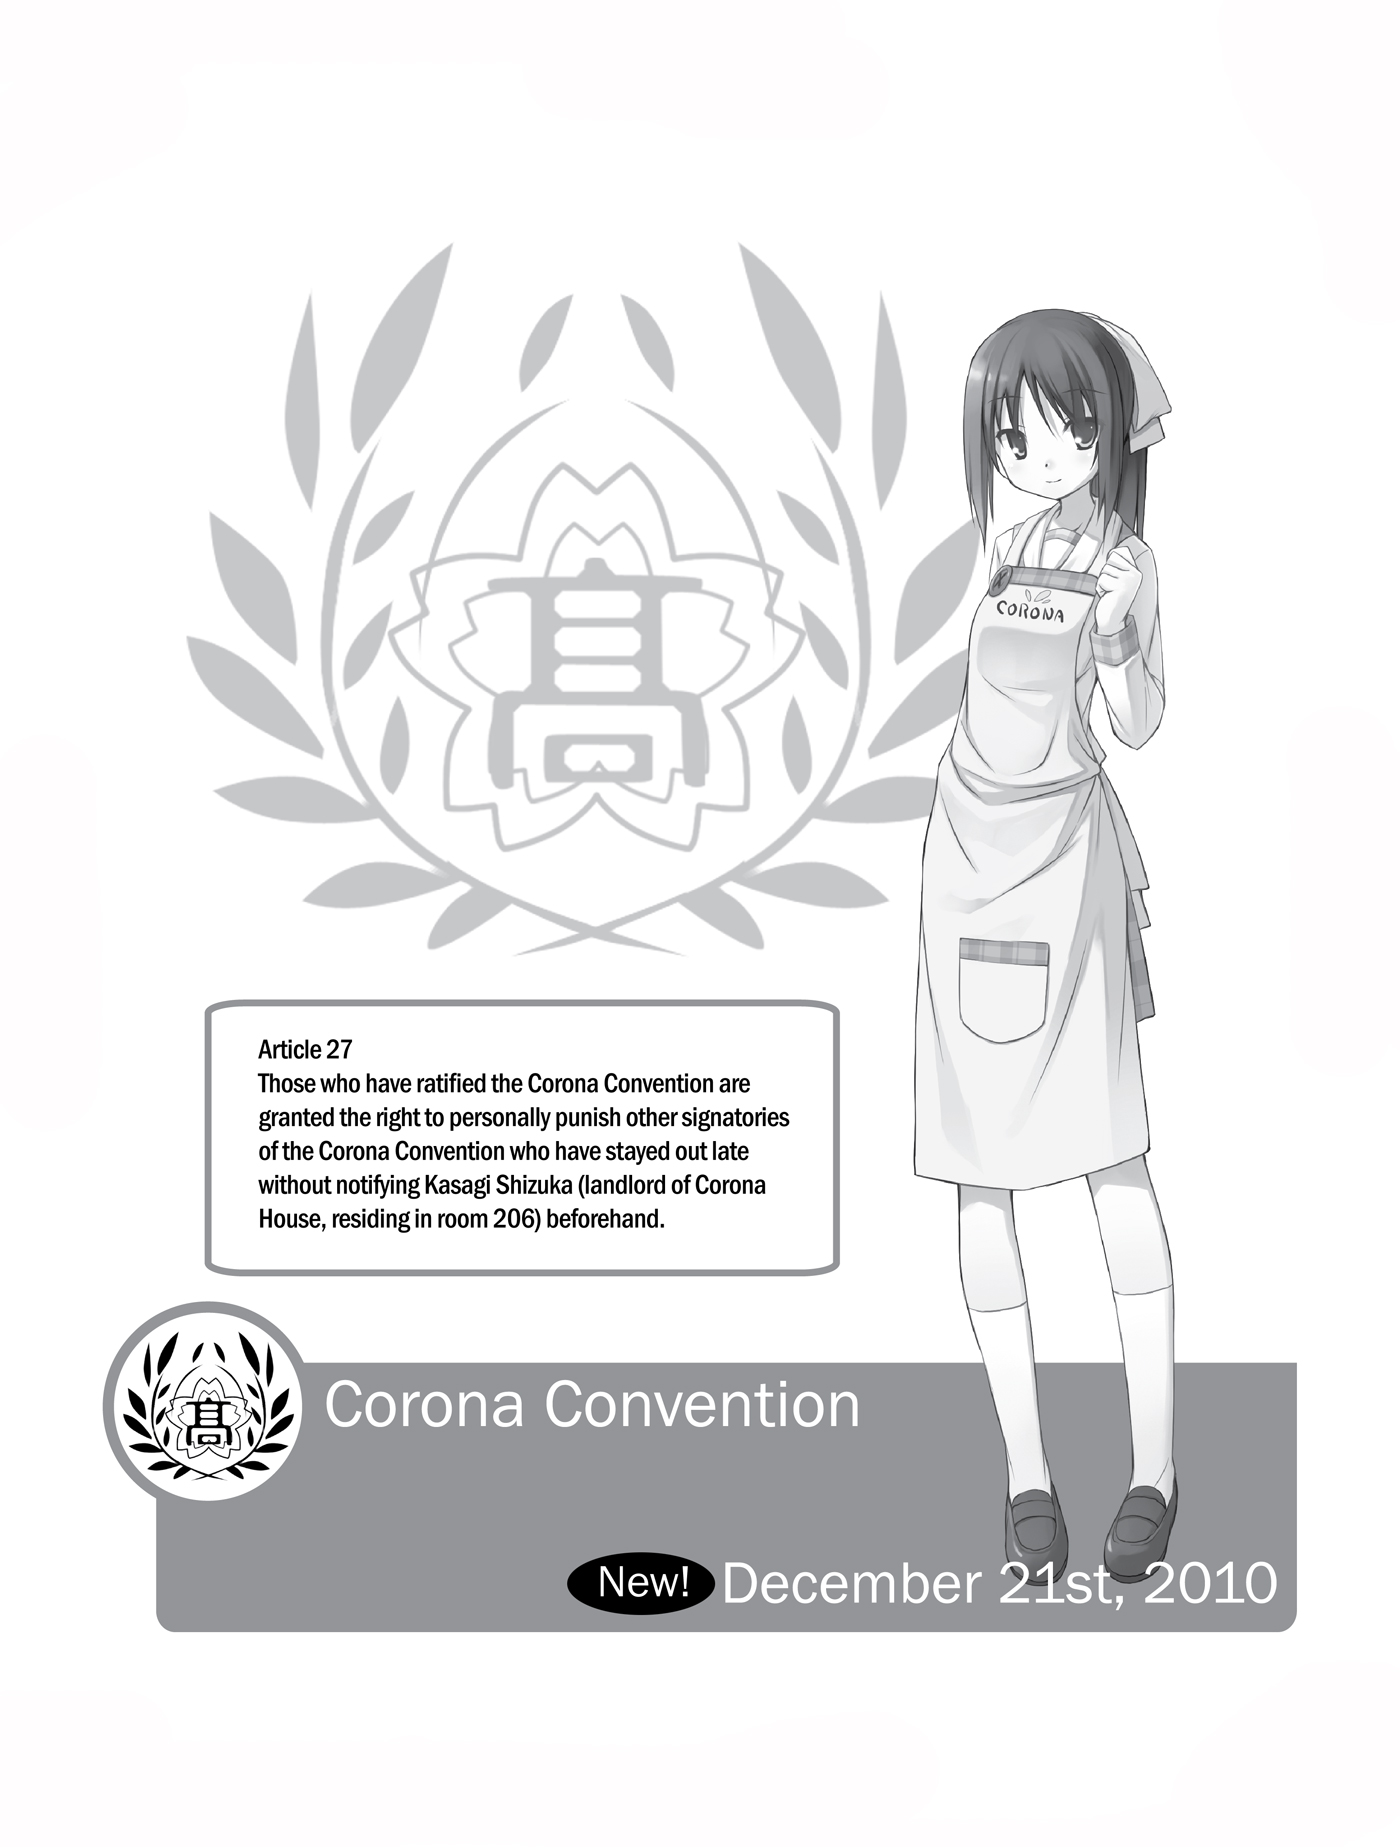 髙
CORONA
Article 27
Those who have ratified the Corona Convention are
granted the right to personally punish other signatories
of the Corona Convention who have stayed out late
without notifying Kasagi Shizuka (landlord of Corona
House, residing in room 206) beforehand.
髙
Corona Convention
New! December 21st, 2010